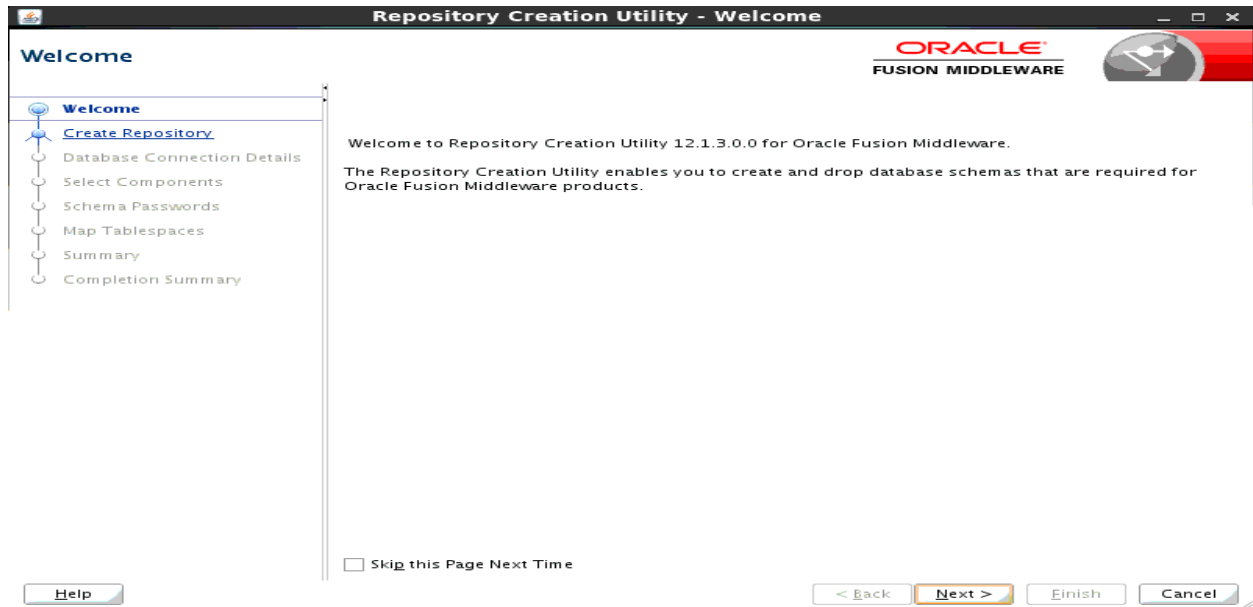 Repository Creation Utility - Welcome
Welcome
ORACLE®
FUSION MIDDLEWARE
Welcome
Create Repository
Database Connection Details
Select Components
Schema Passwords
Map Tablespaces
Summary
Completion Summary
Welcome to Repository Creation Utility 12.1.3.0.0 for Oracle Fusion Middleware.
The Repository Creation Utility enables you to create and drop database schemas that are required for
Oracle Fusion Middleware products.
Skip this Page Next Time
Help
< Back
Next >
Finish
Cancel